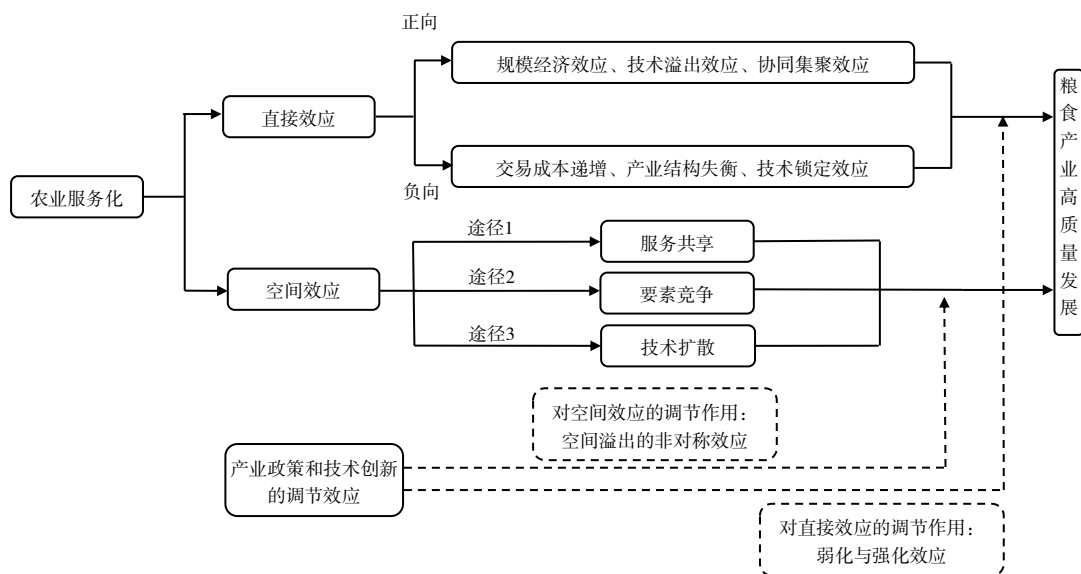 正向
规模经济效应、技术溢出效应、协同集聚效应
直接效应
交易成本递增、产业结构失衡、技术锁定效应
负向
农业服务化
途径1
服务共享
空间效应
途径2
要素竞争
途径3
技术扩散
粮食产业高质量发展
对空间效应的调节作用：
空间溢出的非对称效应
产业政策和技术创新
的调节效应
对直接效应的调节作用：
弱化与强化效应